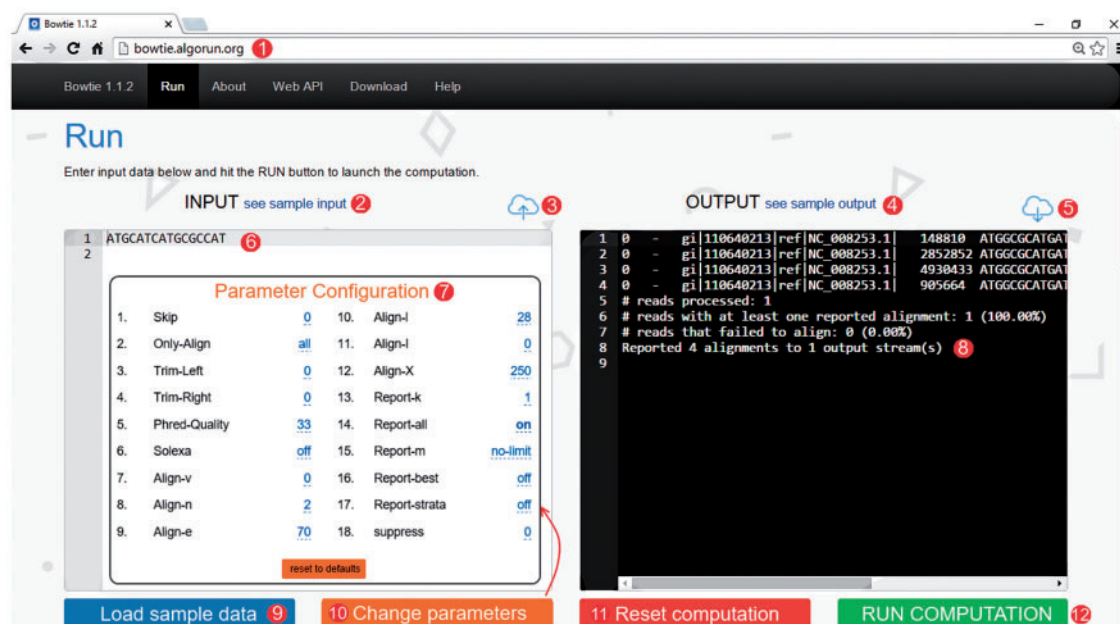 Bowtie 1.1.2
bowtie.algorun.org 1
Bowtie 1.1.2 Run About Web API Download Help
Run
Enter input data below and hit the RUN button to launch the computation.
INPUT see sample input 2 3
OUTPUT see sample output 4 5
1 ATGCATCATGCGCCAT 6
2
Parameter Configuration 7
1. Skip 0 10. Align-l 28
2. Only-Align all 11. Align-I 0
3. Trim-Left 0 12. Align-X 250
4. Trim-Right 0 13. Report-k 1
5. Phred-Quality 33 14. Report-all on
6. Solexa off 15. Report-m no-limit
7. Align-v 0 16. Report-best off
8. Align-n 2 17. Report-strata off
9. Align-e 70 18. suppress 0
reset to defaults
1 0 - gi|110640213|ref|NC_008253.1| 148810 ATGGCGCATGAT
2 0 - gi|110640213|ref|NC_008253.1| 2852852 ATGGCGCATGAT
3 0 - gi|110640213|ref|NC_008253.1| 4930433 ATGGCGCATGAT
4 0 - gi|110640213|ref|NC_008253.1| 905664 ATGGCGCATGAT
5 # reads processed: 1
6 # reads with at least one reported alignment: 1 (100.00%)
7 # reads that failed to align: 0 (0.00%)
8 Reported 4 alignments to 1 output stream(s) 8
9
Load sample data 9
10 Change parameters
11 Reset computation
RUN COMPUTATION 12